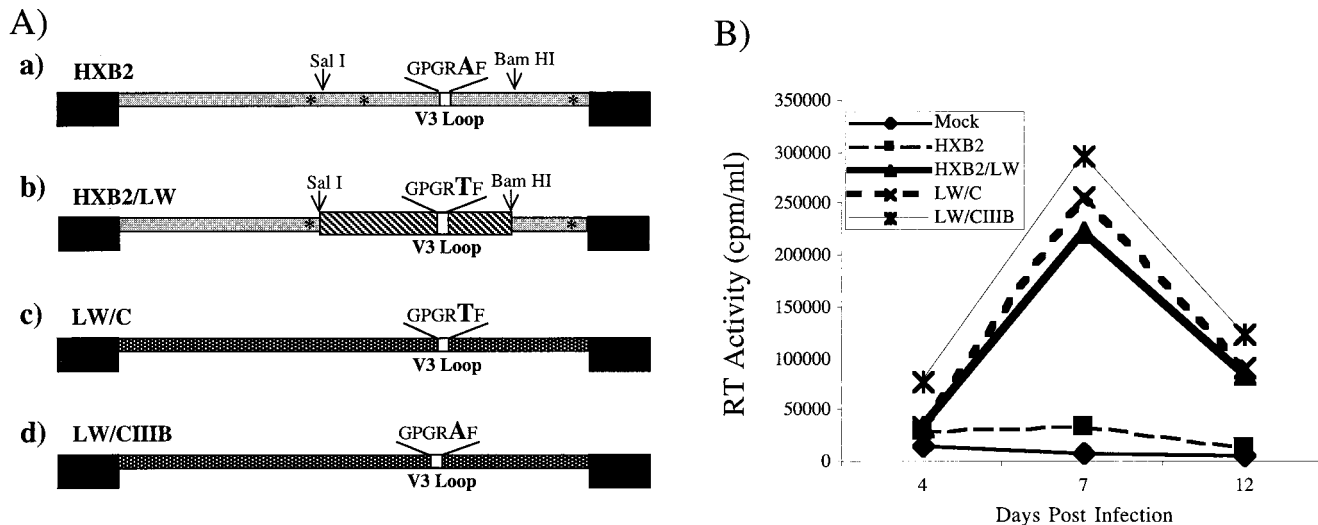 A)
a) HXB2
Sal I
GPGRAF
Bam HI
* * *
V3 Loop
b) HXB2/LW
Sal I
GPGRTF
Bam HI
* *
V3 Loop
c) LW/C
GPGRTF
V3 Loop
d) LW/CIIIB
GPGRAF
V3 Loop
B)
RT Activity (cpm/ml)
350000
300000
250000
200000
150000
100000
50000
0
Mock
HXB2
HXB2/LW
LW/C
LW/CIIIB
4 7 12
Days Post Infection